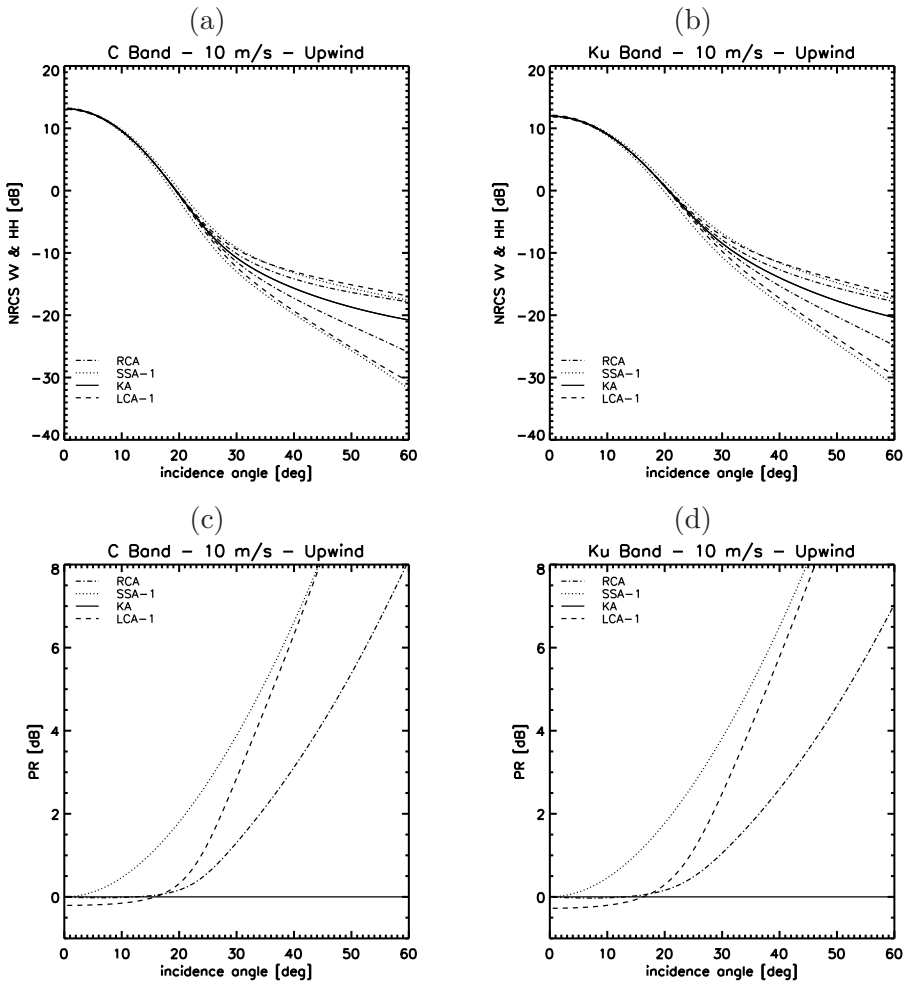 (a)
C Band – 10 m/s – Upwind
20
10
0
−10
−20
−30
−40
NRCS VV & HH [dB]
RCA
SSA−1
KA
LCA−1
0 10 20 30 40 50 60
incidence angle [deg]
(b)
Ku Band – 10 m/s – Upwind
20
10
0
−10
−20
−30
−40
NRCS VV & HH [dB]
RCA
SSA−1
KA
LCA−1
0 10 20 30 40 50 60
incidence angle [deg]
(c)
C Band – 10 m/s – Upwind
8
6
4
2
0
PR [dB]
RCA
SSA−1
KA
LCA−1
0 10 20 30 40 50 60
incidence angle [deg]
(d)
Ku Band – 10 m/s – Upwind
8
6
4
2
0
PR [dB]
RCA
SSA−1
KA
LCA−1
0 10 20 30 40 50 60
incidence angle [deg]